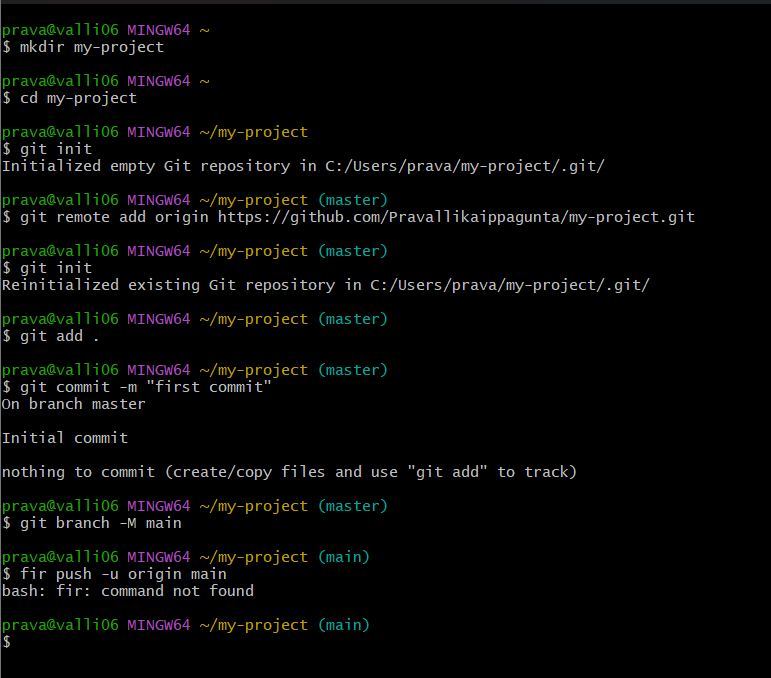 prava@valli06 MINGW64 ~
$ mkdir my-project
prava@valli06 MINGW64 ~
$ cd my-project
prava@valli06 MINGW64 ~/my-project
$ git init
Initialized empty Git repository in C:/Users/prava/my-project/.git/
prava@valli06 MINGW64 ~/my-project (master)
$ git remote add origin https://github.com/Pravallikaippagunta/my-project.git
prava@valli06 MINGW64 ~/my-project (master)
$ git init
Reinitialized existing Git repository in C:/Users/prava/my-project/.git/
prava@valli06 MINGW64 ~/my-project (master)
$ git add .
prava@valli06 MINGW64 ~/my-project (master)
$ git commit -m "first commit"
On branch master
Initial commit
nothing to commit (create/copy files and use "git add" to track)
prava@valli06 MINGW64 ~/my-project (master)
$ git branch -M main
prava@valli06 MINGW64 ~/my-project (main)
$ fir push -u origin main
bash: fir: command not found
prava@valli06 MINGW64 ~/my-project (main)
$